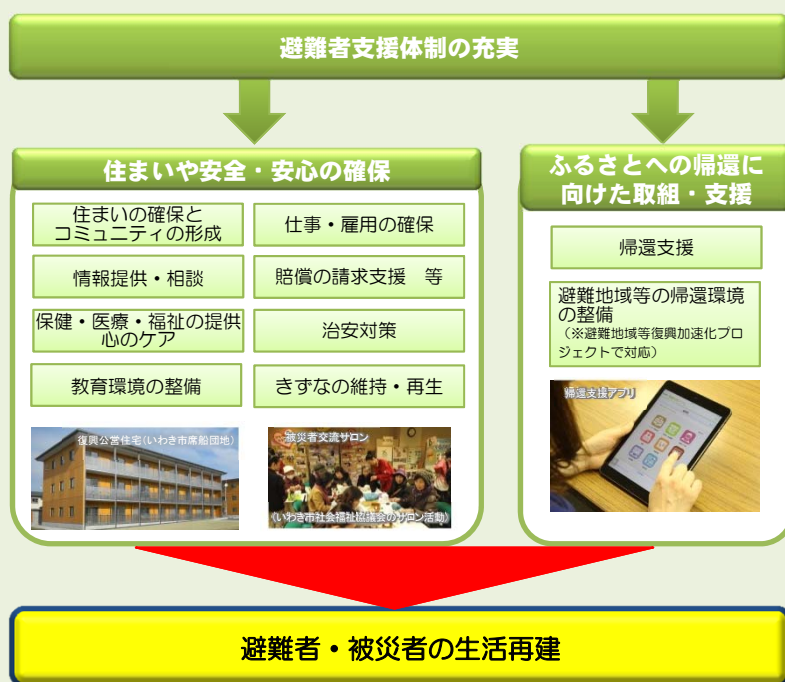 避難者支援体制の充実
住まいや安全・安心の確保
住まいの確保と
コミュニティの形成
仕事・雇用の確保
情報提供・相談
賠償の請求支援 等
保健・医療・福祉の提供
心のケア
治安対策
教育環境の整備
きずなの維持・再生
復興公営住宅(いわき市席船団地)
被災者交流サロン
(いわき市社会福祉協議会のサロン活動)
ふるさとへの帰還に
向けた取組・支援
帰還支援
避難地域等の帰還環境
の整備
(※避難地域等復興加速化プロ
ジェクトで対応)
帰還支援アプリ
避難者・被災者の生活再建